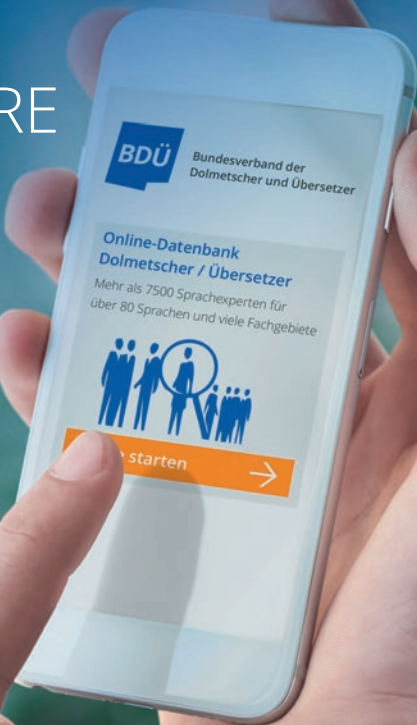 RE
BDÜ
Bundesverband der
Dolmetscher und Übersetzer
Online-Datenbank
Dolmetscher / Übersetzer
Mehr als 7500 Sprachexperten für
über 80 Sprachen und viele Fachgebiete
starten